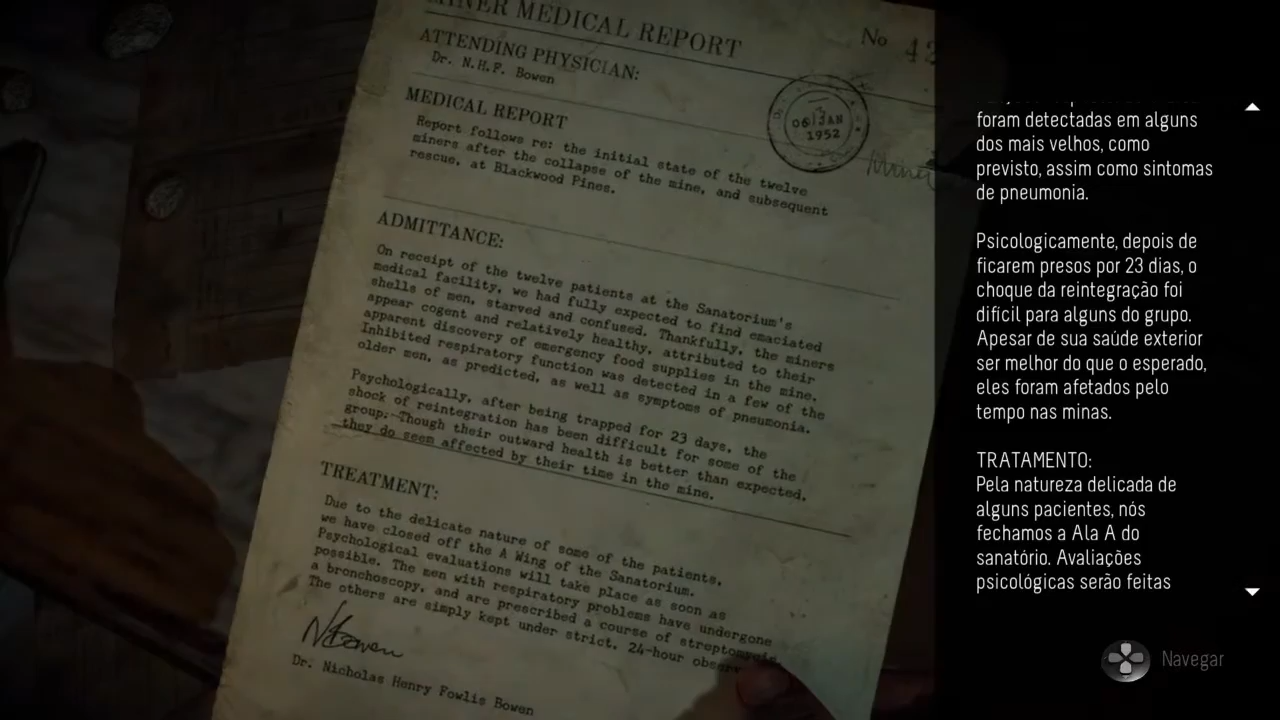 MINER MEDICAL REPORT
No 42
ATTENDING PHYSICIAN:
Dr. N.H.F. Bowen
06 JAN
1952
MEDICAL REPORT
Report follows re: the initial state of the twelve
miners after the collapse of the mine, and subsequent
rescue, at Blackwood Pines.
ADMITTANCE:
On receipt of the twelve patients at the Sanatorium's
medical facility, we had fully expected to find emaciated
shells of men, starved and confused. Thankfully, the miners
appear cogent and relatively healthy, attributed to their
apparent discovery of emergency food supplies in the mine.
Inhibited respiratory function was detected in a few of the
older men, as predicted, as well as symptoms of pneumonia.
Psychologically, after being trapped for 23 days, the
shock of reintegration has been difficult for some of the
group. Though their outward health is better than expected,
they do seem affected by their time in the mine.
TREATMENT:
Due to the delicate nature of some of the patients,
we have closed off the A Wing of the Sanatorium.
Psychological evaluations will take place as soon as
possible. The men with respiratory problems have undergone
a bronchoscopy, and are prescribed a course of streptomycin.
The others are simply kept under strict, 24-hour obser
NBowen
Dr. Nicholas Henry Fowlis Bowen
foram detectadas em alguns
dos mais velhos, como
previsto, assim como sintomas
de pneumonia.
Psicologicamente, depois de
ficarem presos por 23 dias, o
choque da reintegração foi
difícil para alguns do grupo.
Apesar de sua saúde exterior
ser melhor do que o esperado,
eles foram afetados pelo
tempo nas minas.
TRATAMENTO:
Pela natureza delicada de
alguns pacientes, nós
fechamos a Ala A do
sanatório. Avaliações
psicológicas serão feitas
Navegar